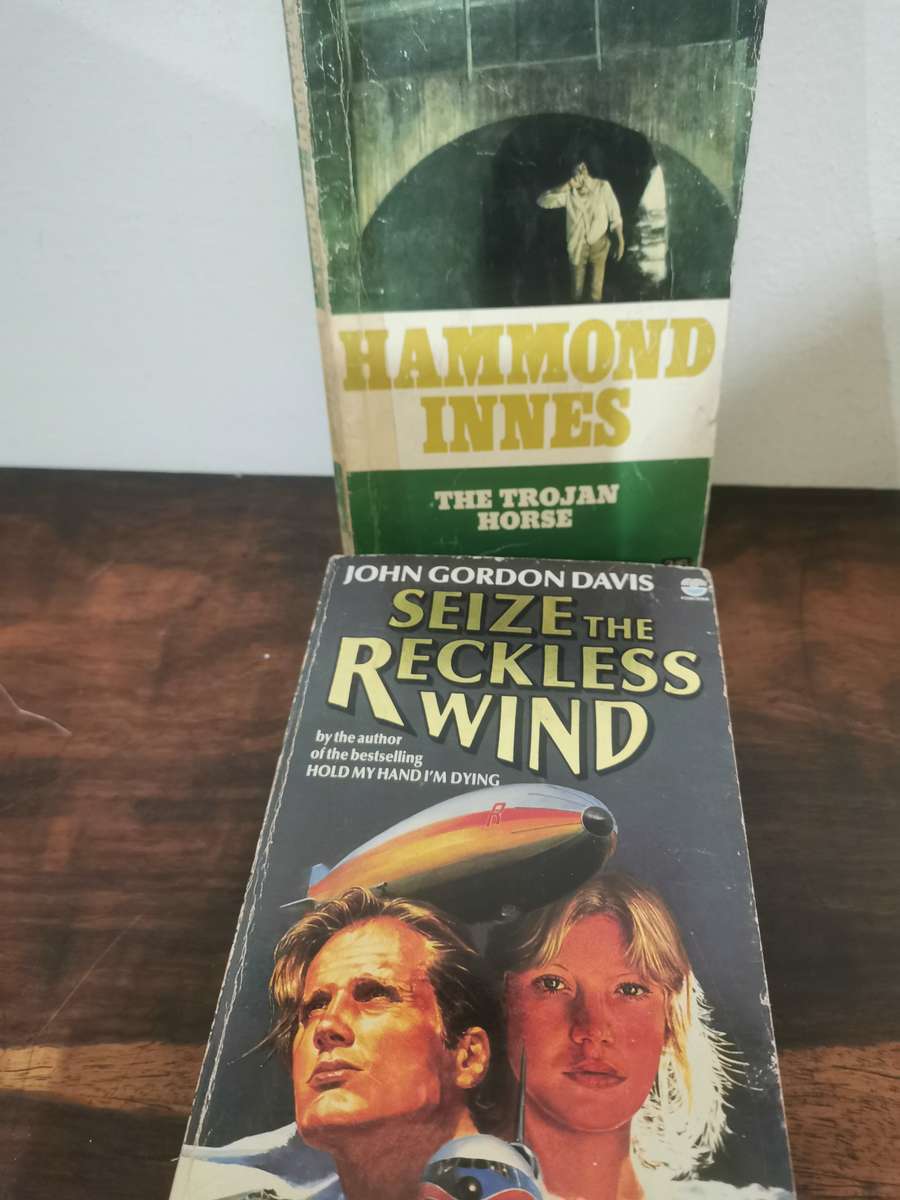 HAMMOND
INNES
THE TROJAN
HORSE
JOHN GORDON DAVIS
SEIZE THE
RECKLESS
WIND
by the author
of the bestselling
HOLD MY HAND I'M DYING
R